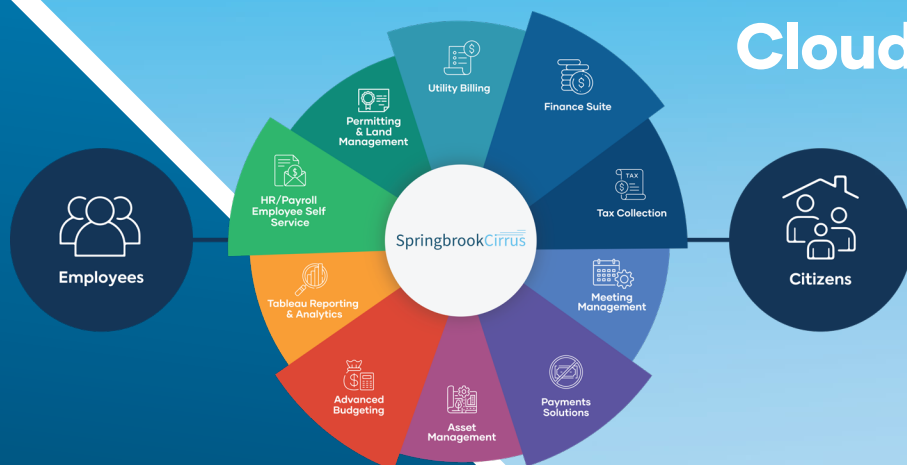 Cloud
Utility Billing
Finance Suite
Permitting
& Land
Management
HR/Payroll
Employee Self
Service
TAX
Tax Collection
Employees
SpringbrookCirrus
Citizens
Meeting
Management
Tableau Reporting
& Analytics
Advanced
Budgeting
Asset
Management
Payments
Solutions